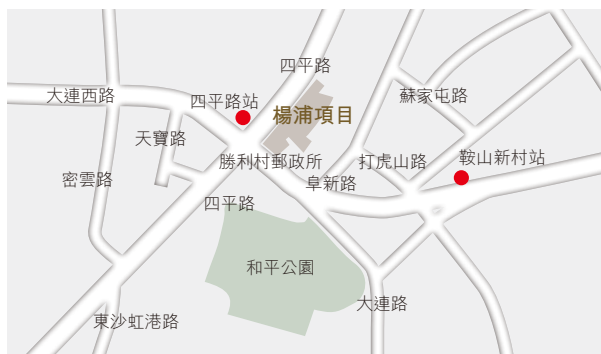 四平路
大連西路
四平路站
蘇家屯路
楊浦項目
天寶路
勝利村郵政所
打虎山路
鞍山新村站
密雲路
阜新路
四平路
和平公園
大連路
東沙虹港路